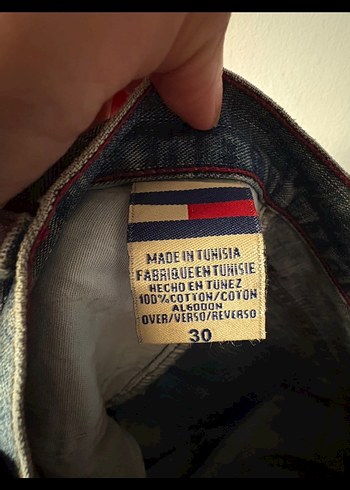 MADE IN TUNISIA
FABRIQUE EN TUNISIE
HECHO EN TUNEZ
100% COTTON/COTON
ALGODON
OVER/VERSO/REVERSO
30